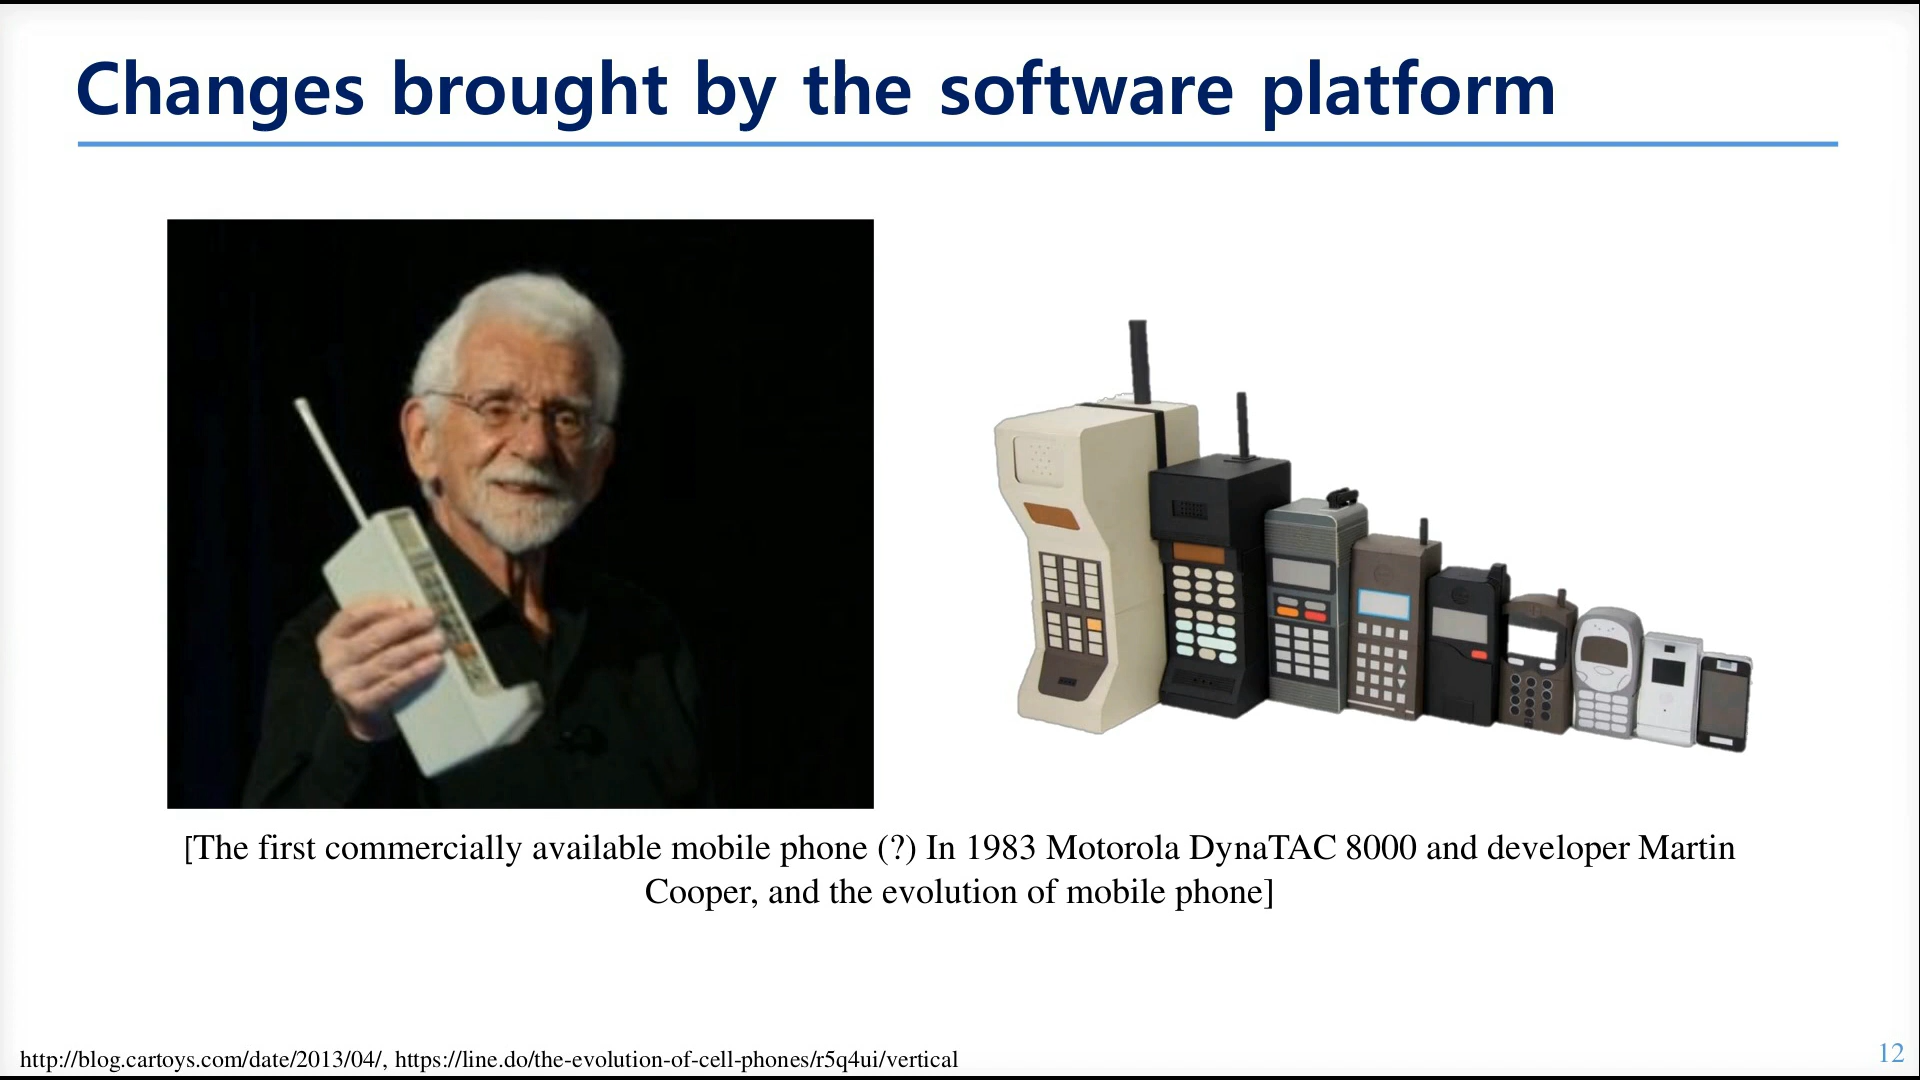 Changes brought by the software platform
[The first commercially available mobile phone (?) In 1983 Motorola DynaTAC 8000 and developer Martin
Cooper, and the evolution of mobile phone]
http://blog.cartoys.com/date/2013/04/, https://line.do/the-evolution-of-cell-phones/r5q4ui/vertical
12